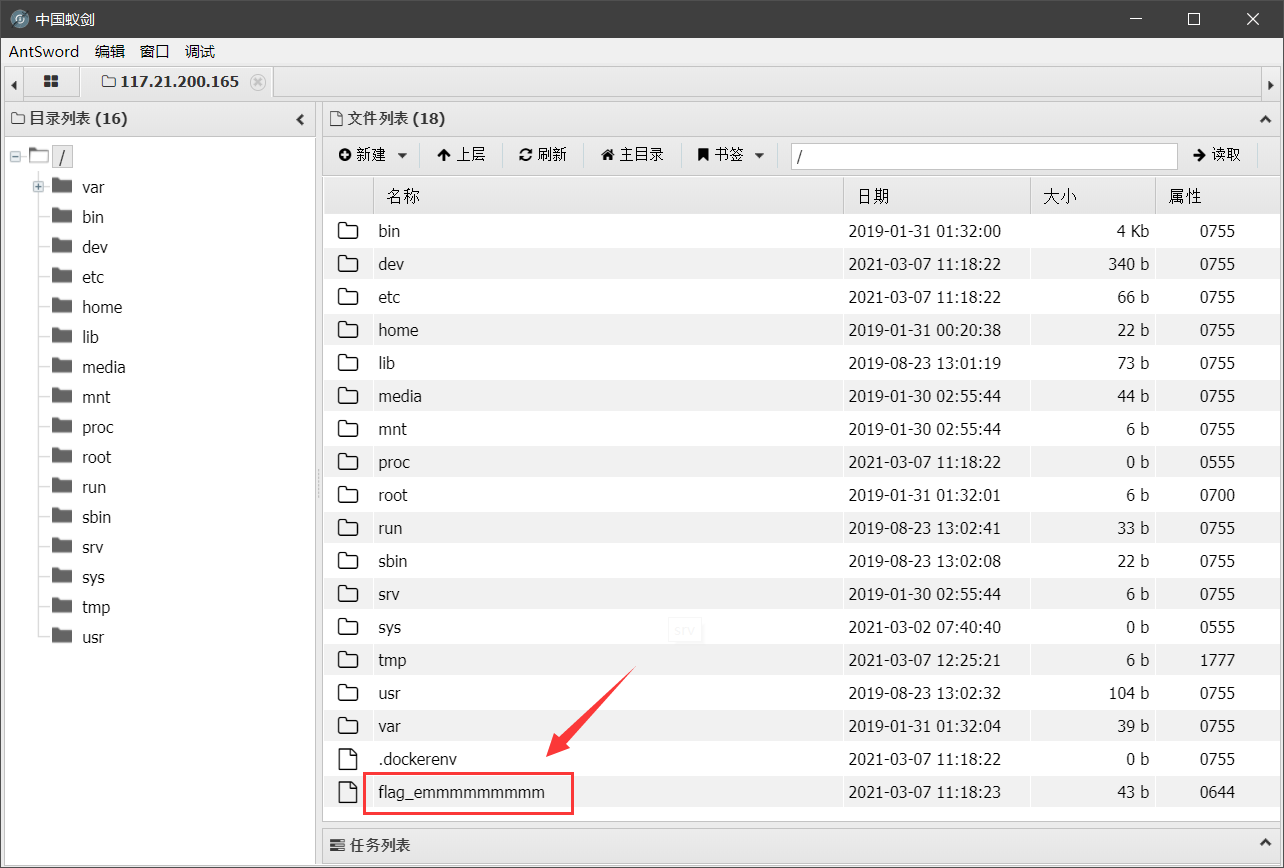 中国蚁剑
AntSword 编辑 窗口 调试
117.21.200.165
目录列表 (16)
/
var
bin
dev
etc
home
lib
media
mnt
proc
root
run
sbin
srv
sys
tmp
usr
文件列表 (18)
新建 上层 刷新 主目录 书签 / 读取
名称 日期 大小 属性
bin 2019-01-31 01:32:00 4 Kb 0755
dev 2021-03-07 11:18:22 340 b 0755
etc 2021-03-07 11:18:22 66 b 0755
home 2019-01-31 00:20:38 22 b 0755
lib 2019-08-23 13:01:19 73 b 0755
media 2019-01-30 02:55:44 44 b 0755
mnt 2019-01-30 02:55:44 6 b 0755
proc 2021-03-07 11:18:22 0 b 0555
root 2019-01-31 01:32:01 6 b 0700
run 2019-08-23 13:02:41 33 b 0755
sbin 2019-08-23 13:02:08 22 b 0755
srv 2019-01-30 02:55:44 6 b 0755
srv
sys 2021-03-02 07:40:40 0 b 0555
tmp 2021-03-07 12:25:21 6 b 1777
usr 2019-08-23 13:02:32 104 b 0755
var 2019-01-31 01:32:04 39 b 0755
.dockerenv 2021-03-07 11:18:22 0 b 0755
flag_emmmmmmmmm 2021-03-07 11:18:23 43 b 0644
任务列表